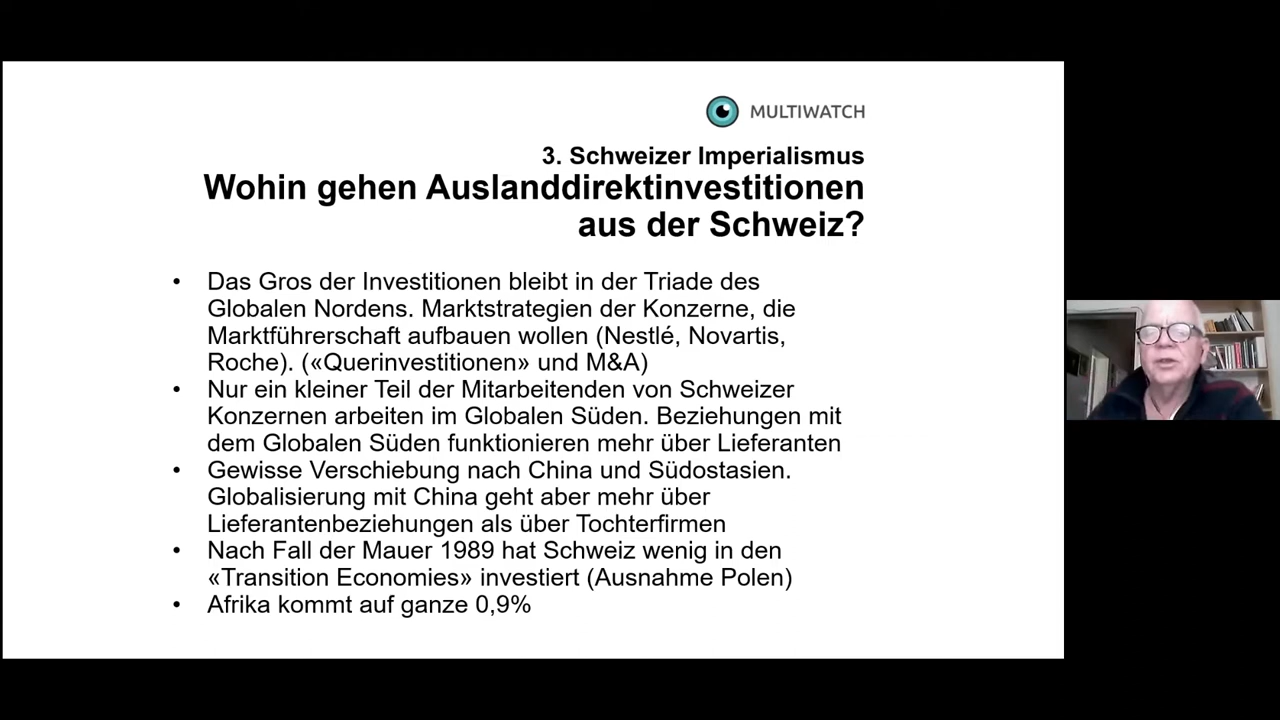 MULTIWATCH
3. Schweizer Imperialismus
Wohin gehen Auslanddirektinvestitionen
aus der Schweiz?
• Das Gros der Investitionen bleibt in der Triade des
Globalen Nordens. Marktstrategien der Konzerne, die
Marktführerschaft aufbauen wollen (Nestlé, Novartis,
Roche). («Querinvestitionen» und M&A)
• Nur ein kleiner Teil der Mitarbeitenden von Schweizer
Konzernen arbeiten im Globalen Süden. Beziehungen mit
dem Globalen Süden funktionieren mehr über Lieferanten
• Gewisse Verschiebung nach China und Südostasien.
Globalisierung mit China geht aber mehr über
Lieferantenbeziehungen als über Tochterfirmen
• Nach Fall der Mauer 1989 hat Schweiz wenig in den
«Transition Economies» investiert (Ausnahme Polen)
• Afrika kommt auf ganze 0,9%